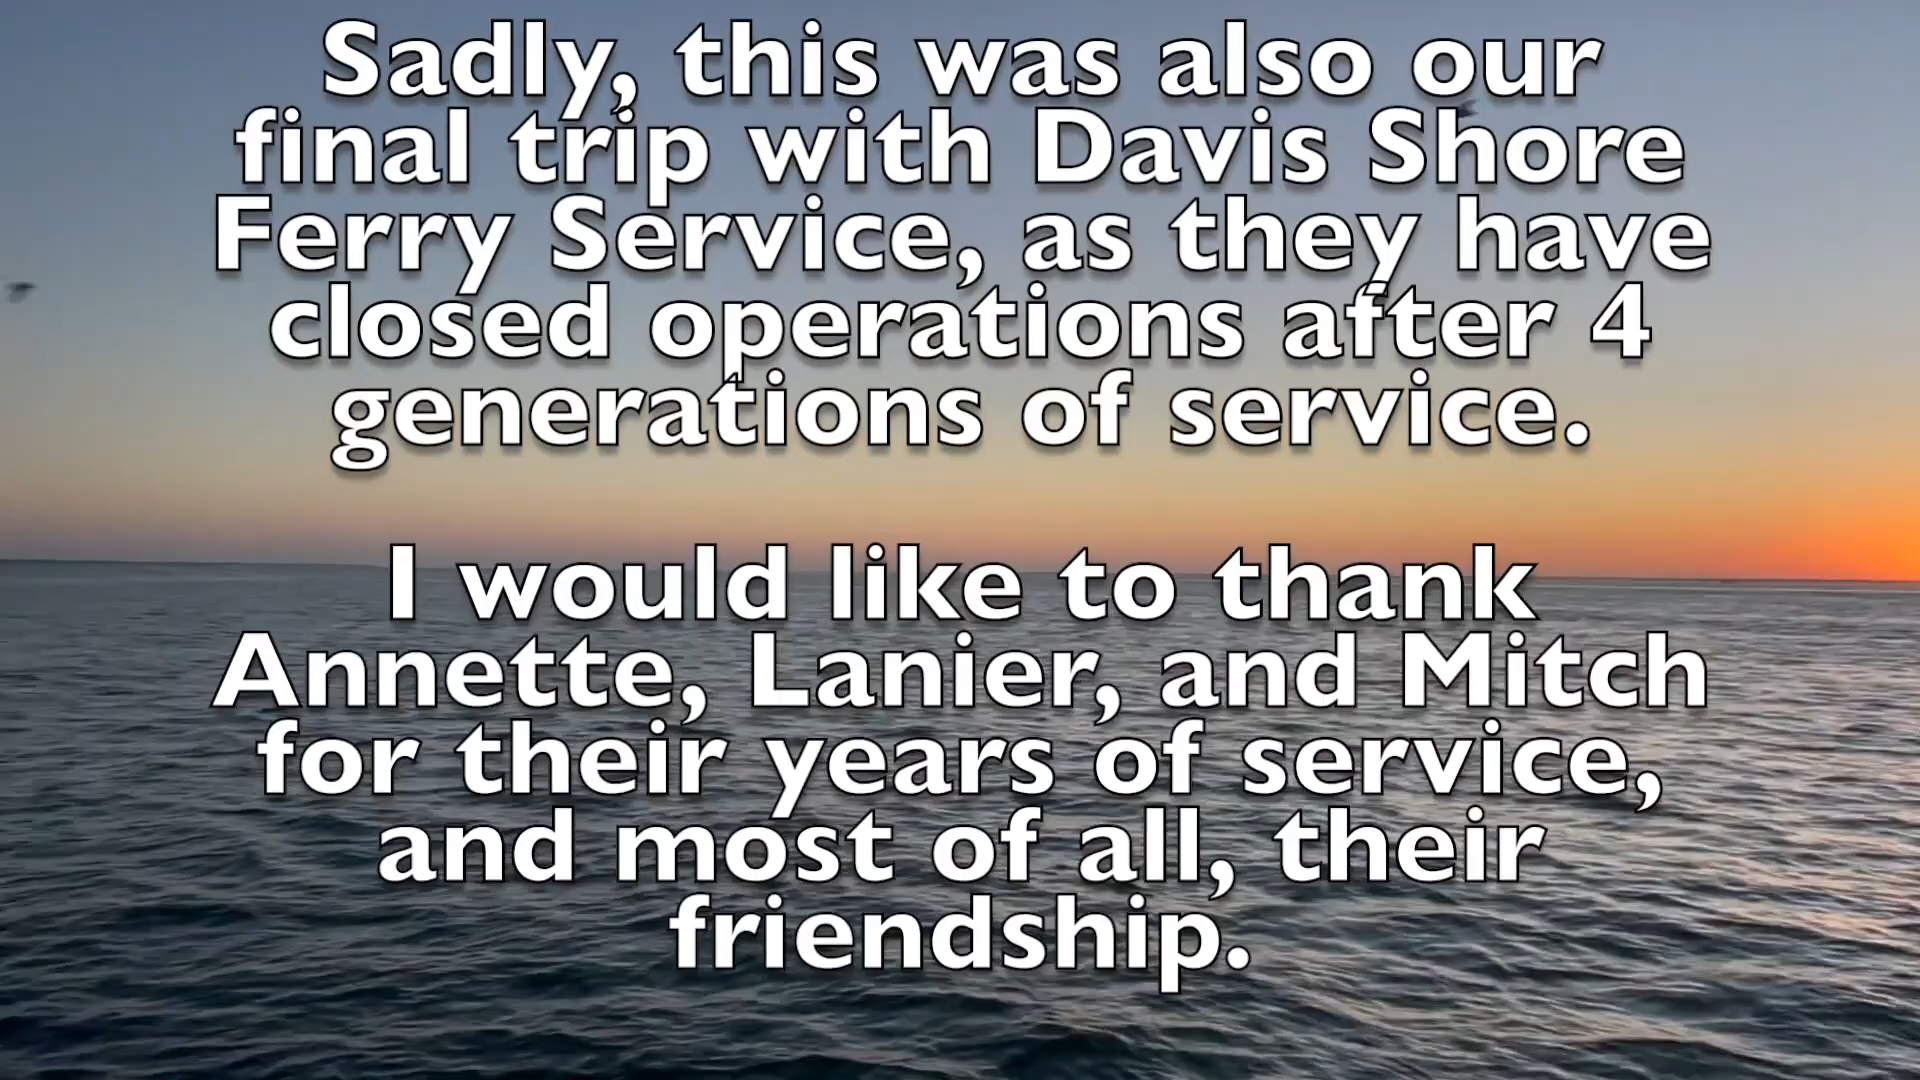 Sadly, this was also our
final trip with Davis Shore
Ferry Service, as they have
closed operations after 4
generations of service.
I would like to thank
Annette, Lanier, and Mitch
for their years of service,
and most of all, their
friendship.